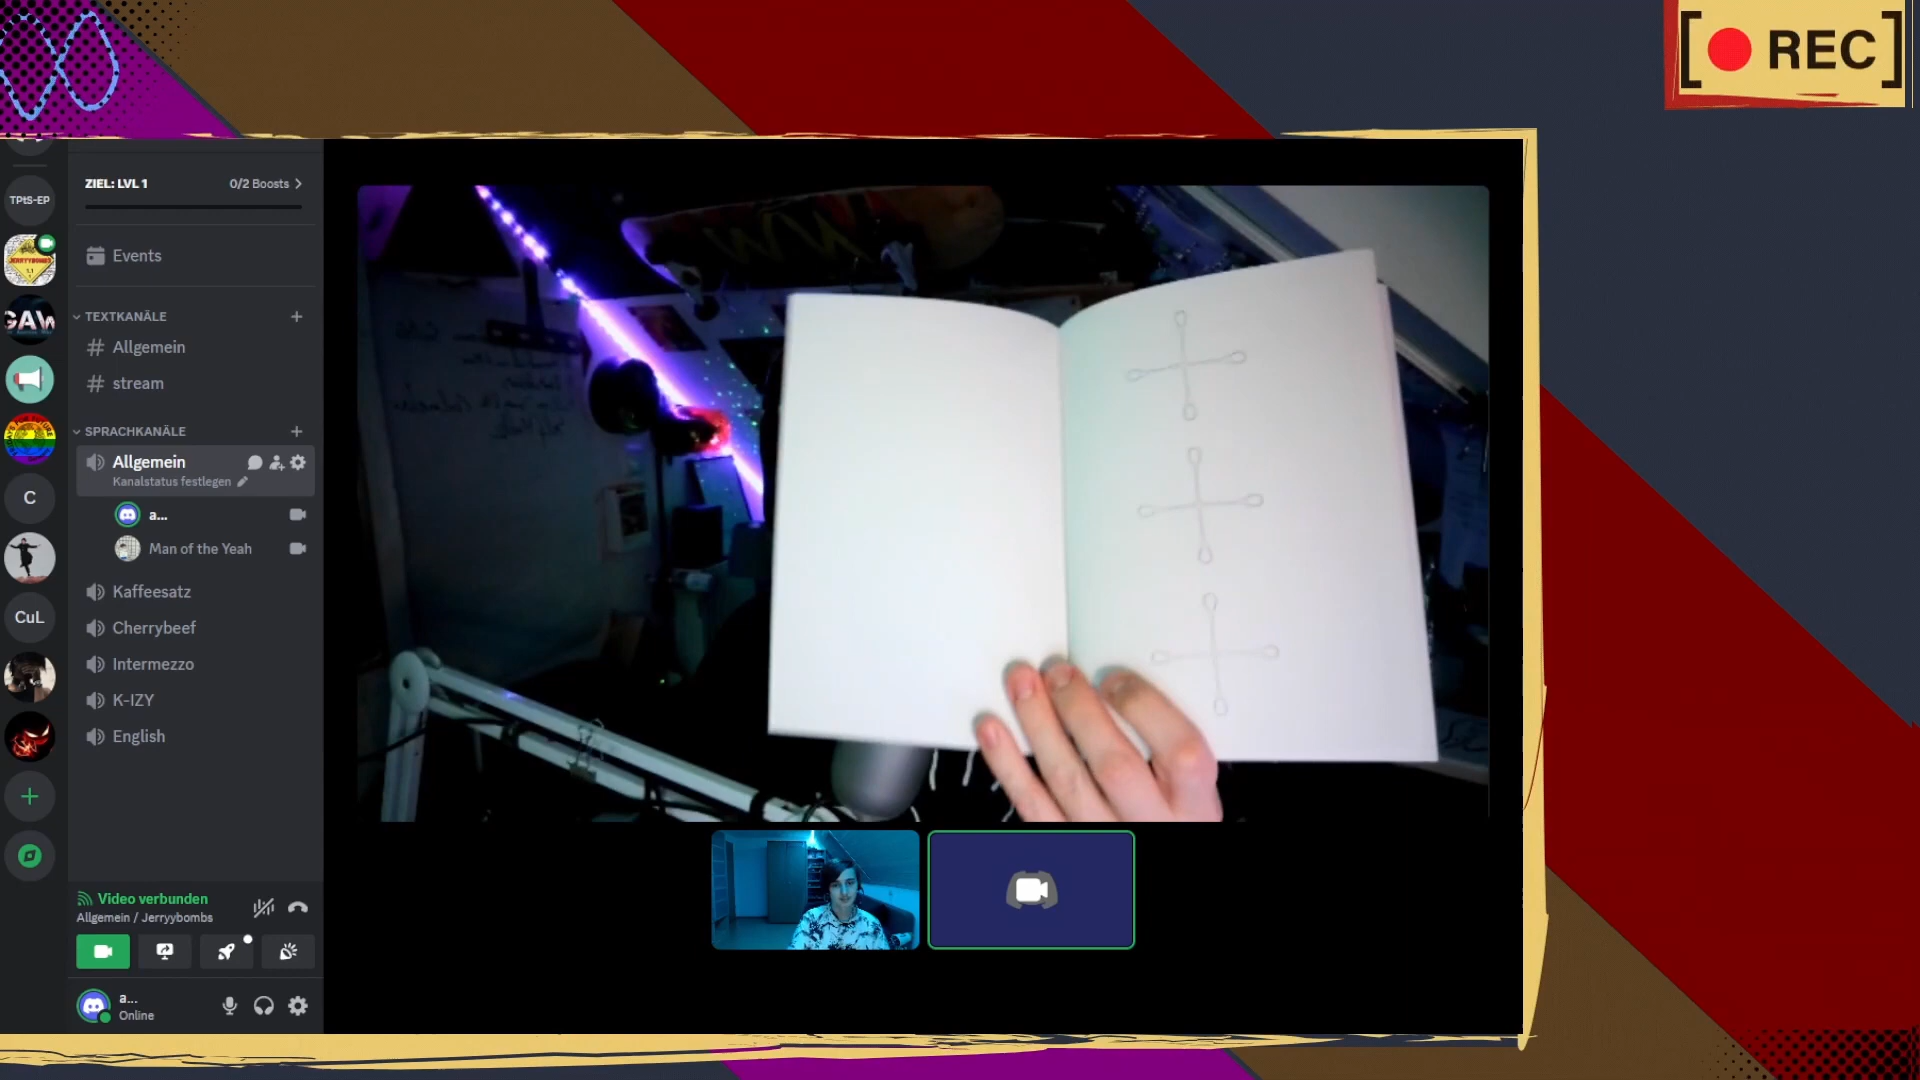 [ REC ]
ZIEL: LVL 1
0/2 Boosts
TPtS-EP
Events
TEXTKANÄLE
Allgemein
stream
SPRACHKANÄLE
Allgemein
Kanalstatus festlegen
a...
Man of the Yeah
C
Kaffeesatz
CuL
Cherrybeef
Intermezzo
K-IZY
English
Video verbunden
Allgemein / Jerryybombs
a...
Online